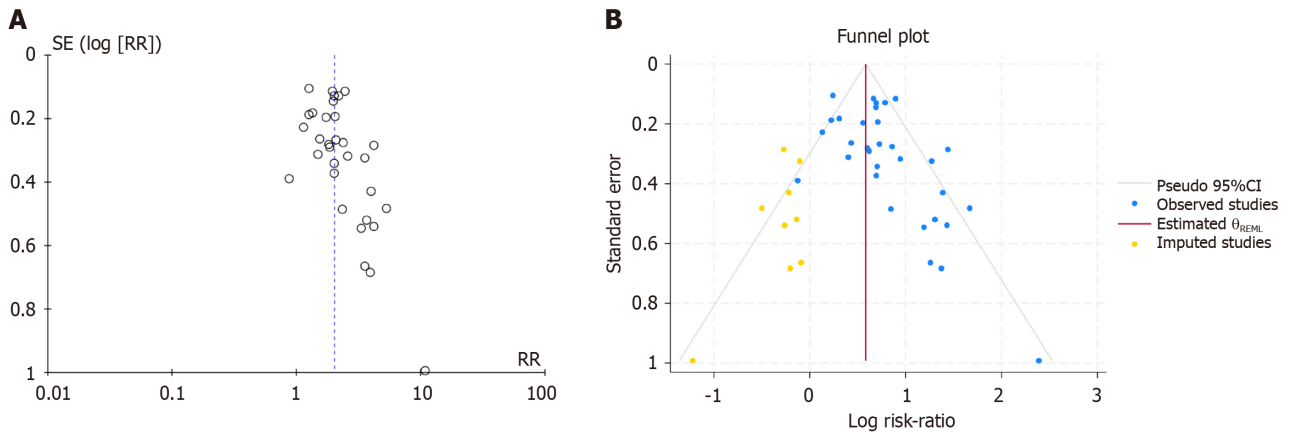 A
SE (log [RR])
0
0.2
0.4
0.6
0.8
1
RR
0.01
0.1
1
10
100
B
Funnel plot
Standard error
0
0.2
0.4
0.6
0.8
1
-1
0
1
2
3
Log risk-ratio
Pseudo 95%CI
Observed studies
Estimated θREML
Imputed studies